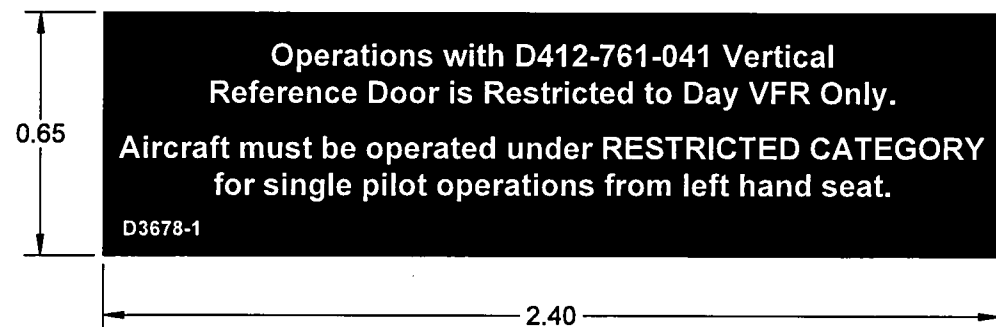 Operations with D412-761-041 Vertical
Reference Door is Restricted to Day VFR Only.
Aircraft must be operated under RESTRICTED CATEGORY
for single pilot operations from left hand seat.
D3678-1
0.65
2.40